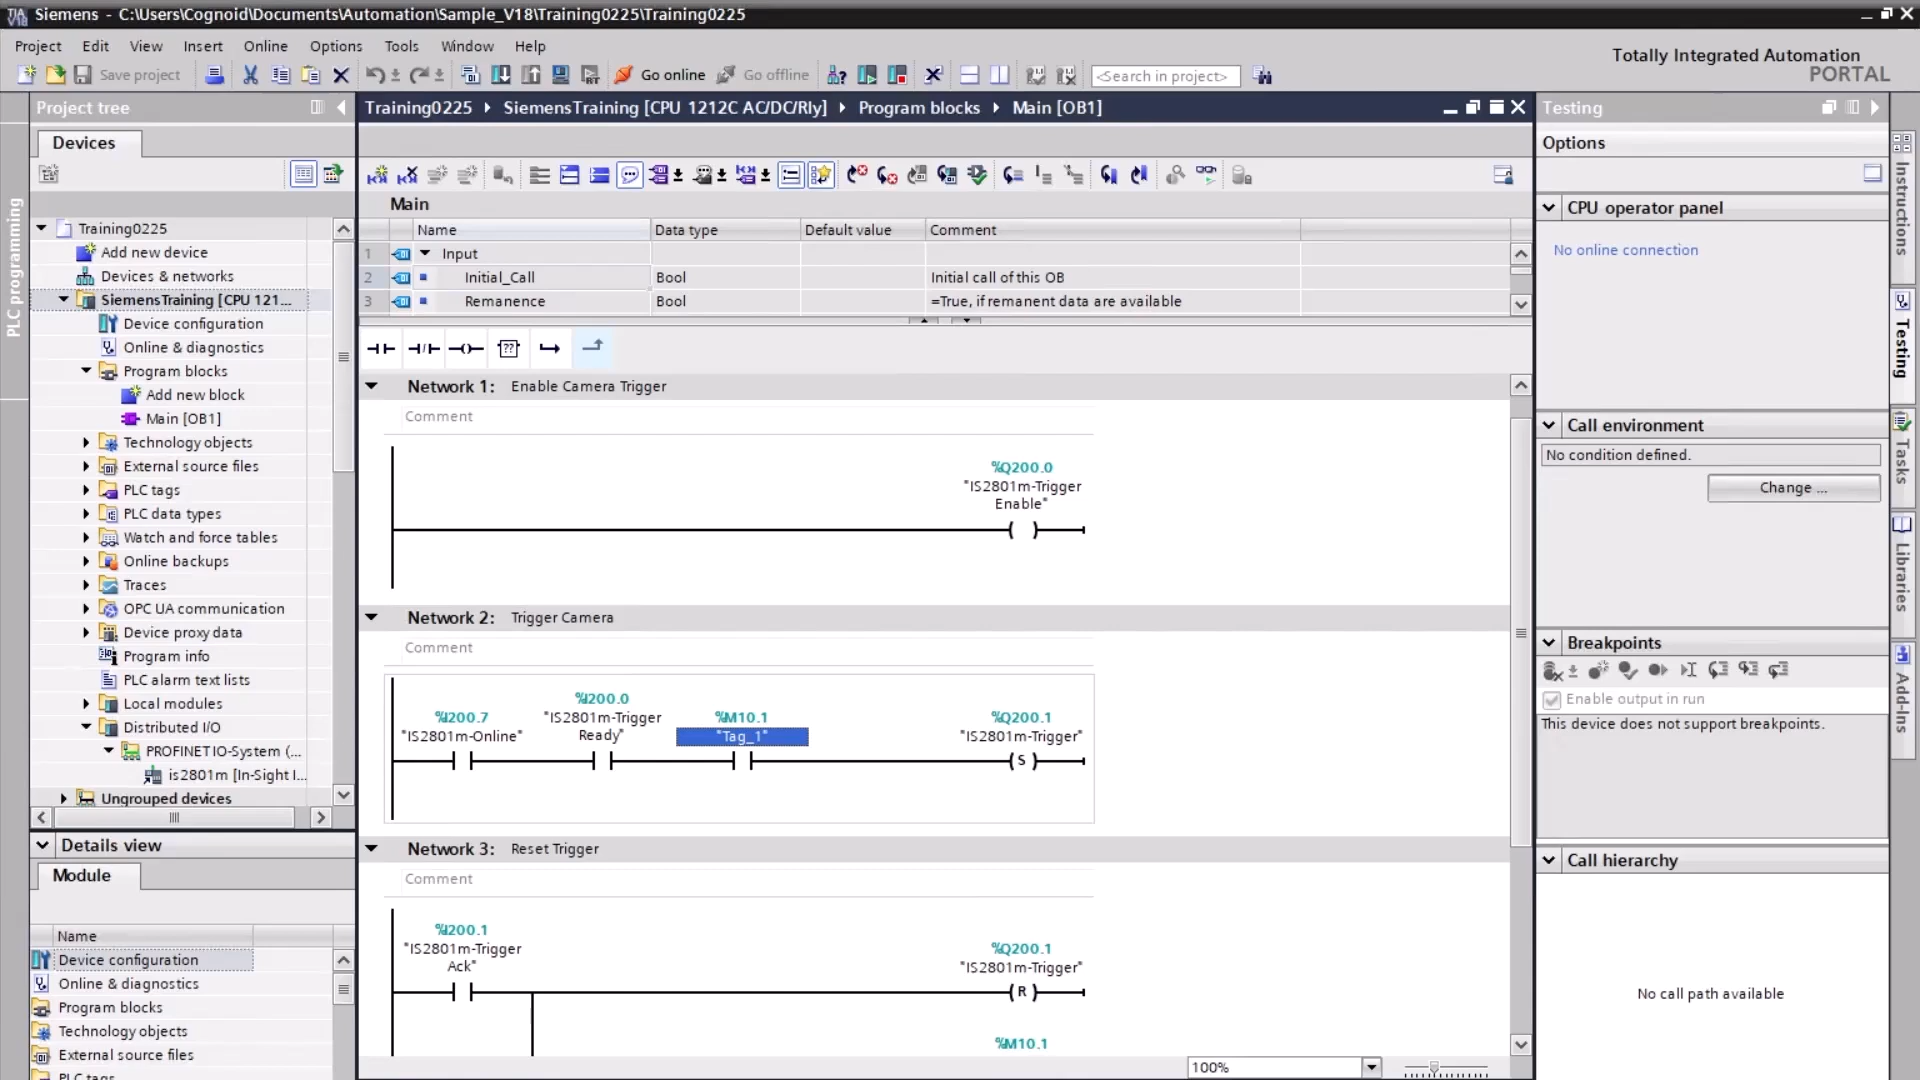 Siemens - C:\Users\Cognoid\Documents\Automation\Sample_V18\Training0225\Training0225
Project Edit View Insert Online Options Tools Window Help
Totally Integrated Automation
PORTAL
Save project
Go online
Go offline
<Search in project>
Project tree
Training0225 SiemensTraining [CPU 1212C AC/DC/Rly] Program blocks Main [OB1]
Testing
Devices
Options
PLC programming
Main
Name Data type Default value Comment
1 Input
2 Initial_Call Bool Initial call of this OB
3 Remanence Bool =True, if remanent data are available
Training0225
Add new device
Devices & networks
SiemensTraining [CPU 121...
Device configuration
Online & diagnostics
Program blocks
Add new block
Main [OB1]
Technology objects
External source files
PLC tags
PLC data types
Watch and force tables
Online backups
Traces
OPC UA communication
Device proxy data
Program info
PLC alarm text lists
Local modules
Distributed I/O
PROFINET IO-System (...
is2801m [In-Sight I...
Ungrouped devices
Details view
Module
Name
Device configuration
Online & diagnostics
Program blocks
Technology objects
External source files
PLC tags
??
Network 1: Enable Camera Trigger
Comment
%Q200.0
"IS2801m-Trigger
Enable"
Network 2: Trigger Camera
Comment
%I200.7
"IS2801m-Online"
%I200.0
"IS2801m-Trigger
Ready"
%M10.1
"Tag_1"
%Q200.1
"IS2801m-Trigger"
S
Network 3: Reset Trigger
Comment
%I200.1
"IS2801m-Trigger
Ack"
%Q200.1
"IS2801m-Trigger"
R
%M10.1
100%
CPU operator panel
No online connection
Call environment
No condition defined.
Change ...
Breakpoints
Enable output in run
This device does not support breakpoints.
Call hierarchy
No call path available
Instructions
Testing
Tasks
Libraries
Add-Ins